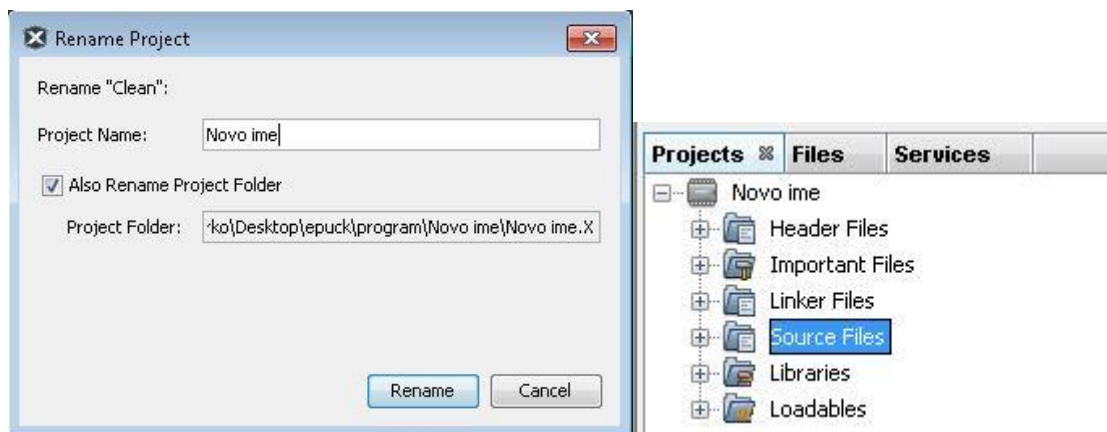 Rename Project
Rename "Clean":
Project Name: Novo ime
Also Rename Project Folder
Project Folder: rko\Desktop\epuck\program\Novo ime\Novo ime.X
Rename Cancel
Projects Files Services
Novo ime
Header Files
Important Files
Linker Files
Source Files
Libraries
Loadables